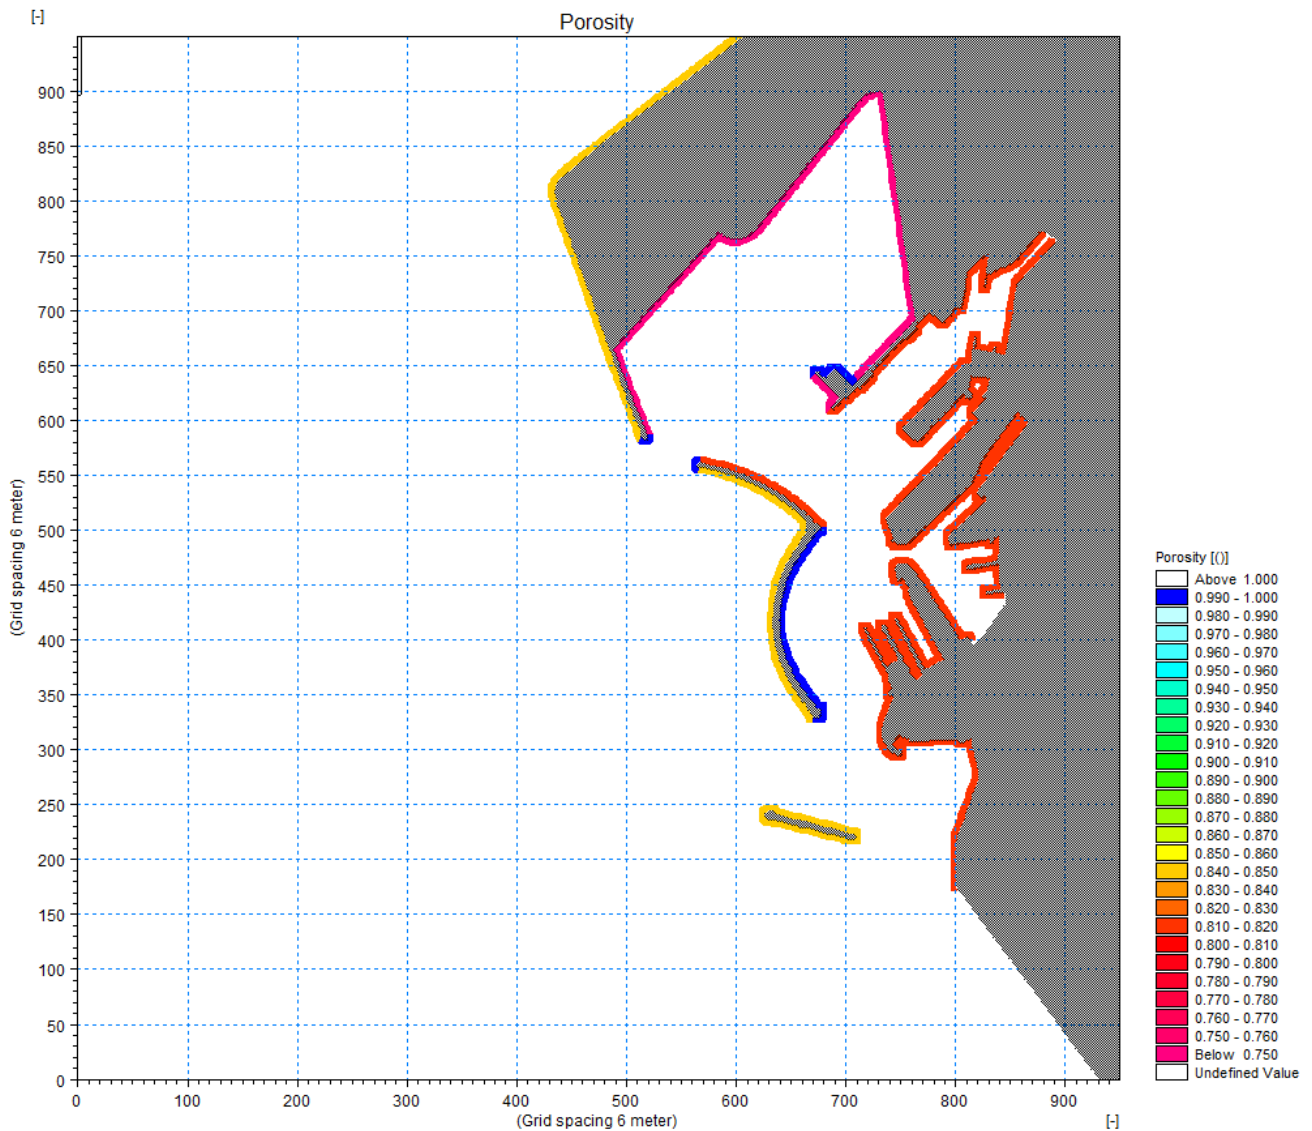 [-]
Porosity
900
850
800
750
700
650
600
550
500
450
400
350
300
250
200
150
100
50
0
(Grid spacing 6 meter)
0 100 200 300 400 500 600 700 800 900
(Grid spacing 6 meter) [-]
Porosity [()]
Above 1.000
0.990 - 1.000
0.980 - 0.990
0.970 - 0.980
0.960 - 0.970
0.950 - 0.960
0.940 - 0.950
0.930 - 0.940
0.920 - 0.930
0.910 - 0.920
0.900 - 0.910
0.890 - 0.900
0.880 - 0.890
0.870 - 0.880
0.860 - 0.870
0.850 - 0.860
0.840 - 0.850
0.830 - 0.840
0.820 - 0.830
0.810 - 0.820
0.800 - 0.810
0.790 - 0.800
0.780 - 0.790
0.770 - 0.780
0.760 - 0.770
0.750 - 0.760
Below 0.750
Undefined Value